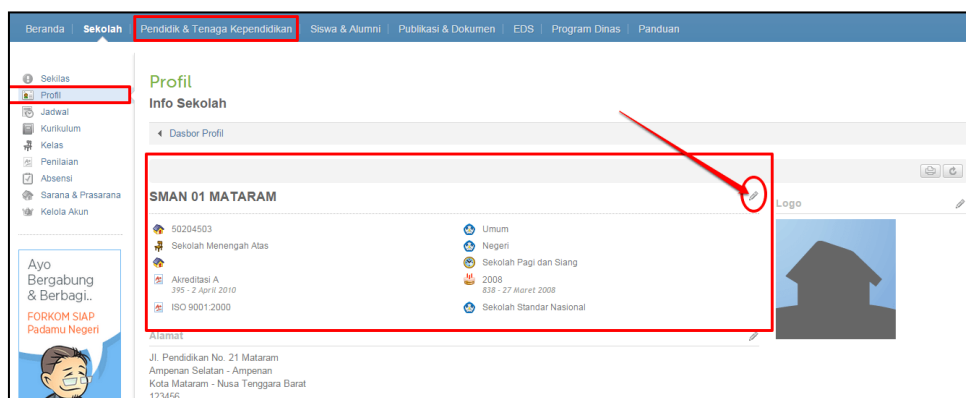 Beranda | Sekolah | Pendidik & Tenaga Kependidikan | Siswa & Alumni | Publikasi & Dokumen | EDS | Program Dinas | Panduan
Sekilas
Profil
Jadwal
Kurikulum
Kelas
Penilaian
Absensi
Sarana & Prasarana
Kelola Akun
Ayo
Bergabung
& Berbagi..
FORKOM SIAP
Padamu Negeri
Profil
Info Sekolah
Dasbor Profil
SMAN 01 MATARAM
50204503
Sekolah Menengah Atas
Akreditasi A
395 - 2 April 2010
ISO 9001:2000
Umum
Negeri
Sekolah Pagi dan Siang
2008
838 - 27 Maret 2008
Sekolah Standar Nasional
Logo
Alamat
Jl. Pendidikan No. 21 Mataram
Ampenan Selatan - Ampenan
Kota Mataram - Nusa Tenggara Barat
123456